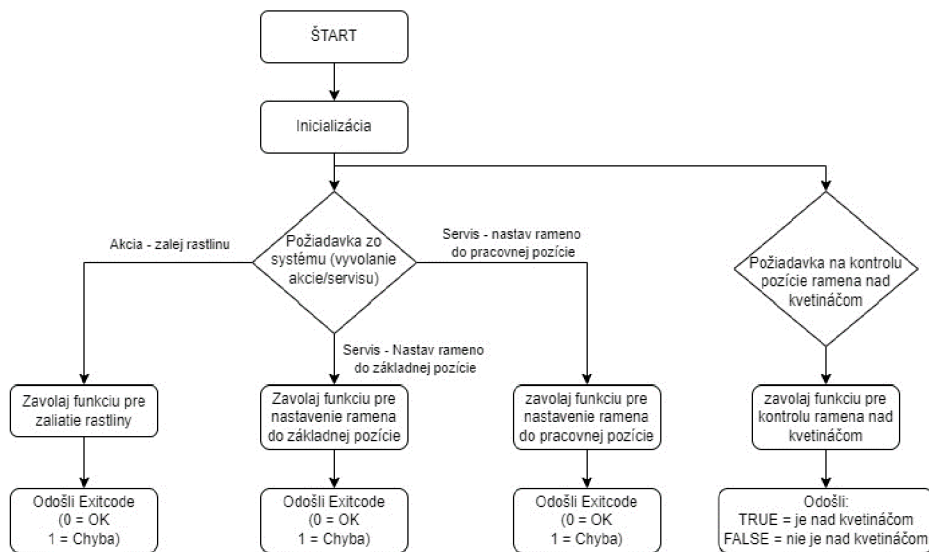 ŠTART
Inicializácia
Akcia - zalej rastlinu
Požiadavka zo
systému (vyvolanie
akcie/servisu)
Servis - nastav rameno
do pracovnej pozície
Požiadavka na kontrolu
pozície ramena nad
kvetináčom
Servis - Nastav rameno
do základnej pozície
Zavolaj funkciu pre
zaliatie rastliny
Zavolaj funkciu pre
nastavenie ramena
do základnej pozície
zavolaj funkciu pre
nastavenie ramena
do pracovnej pozície
zavolaj funkciu pre
kontrolu ramena nad
kvetináčom
Odošli Exitcode
(0 = OK
1 = Chyba)
Odošli Exitcode
(0 = OK
1 = Chyba)
Odošli Exitcode
(0 = OK
1 = Chyba)
Odošli:
TRUE = je nad kvetináčom
FALSE = nie je nad kvetináčom